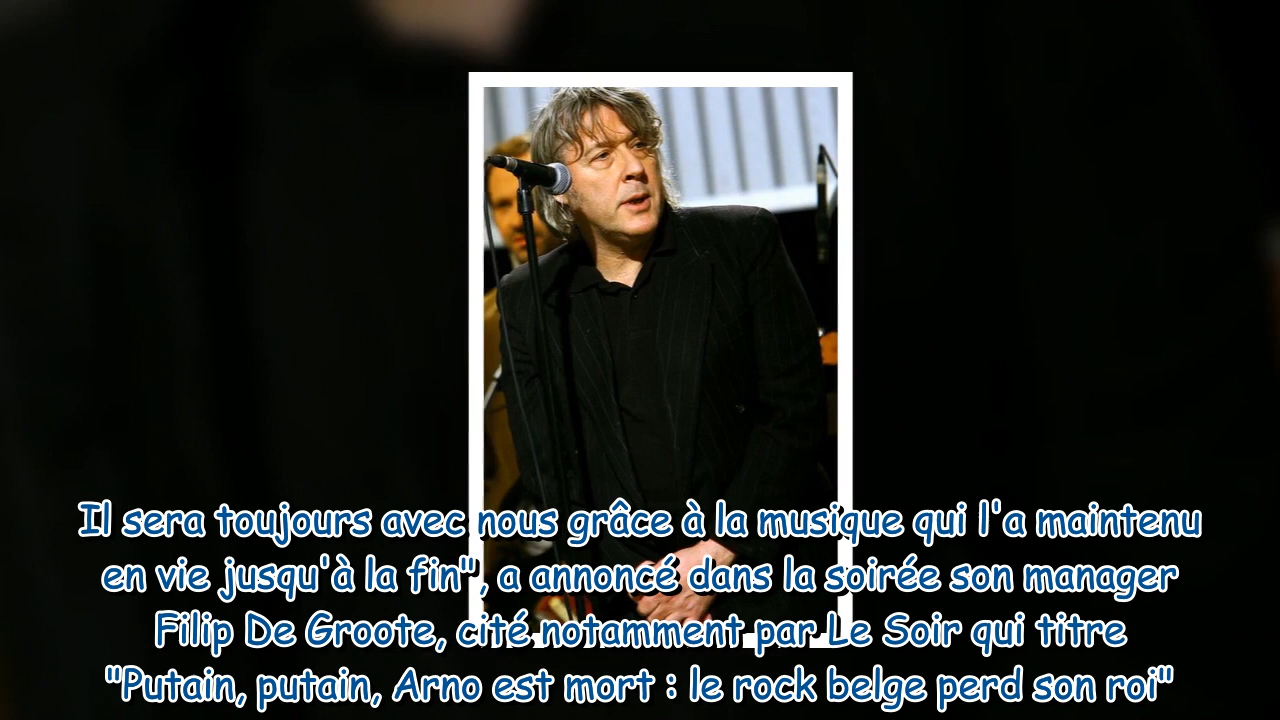 Il sera toujours avec nous grâce à la musique qui l'a maintenu
en vie jusqu'à la fin", a annoncé dans la soirée son manager
Filip De Groote, cité notamment par Le Soir qui titre
"Putain, putain, Arno est mort : le rock belge perd son roi"